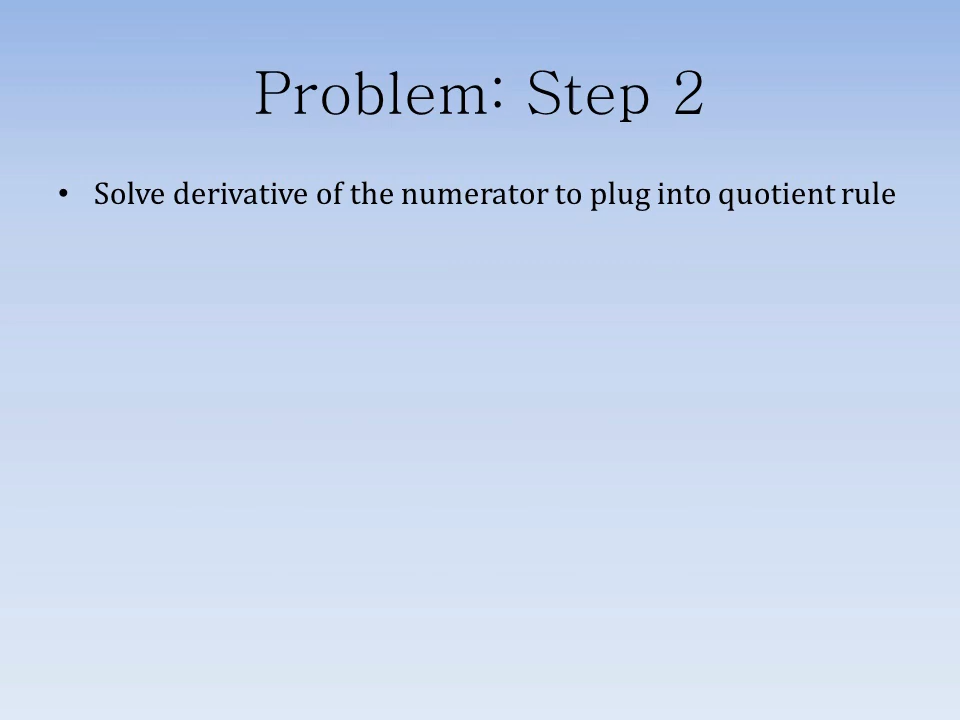 Problem: Step 2
• Solve derivative of the numerator to plug into quotient rule